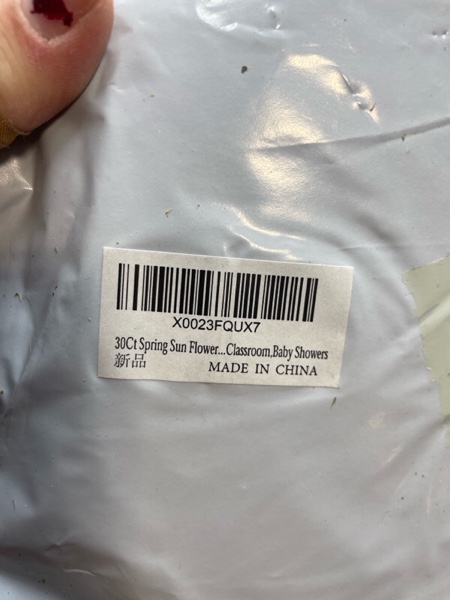 X0023FQUX7
30Ct Spring Sun Flower...Classroom,Baby Showers
新品
MADE IN CHINA